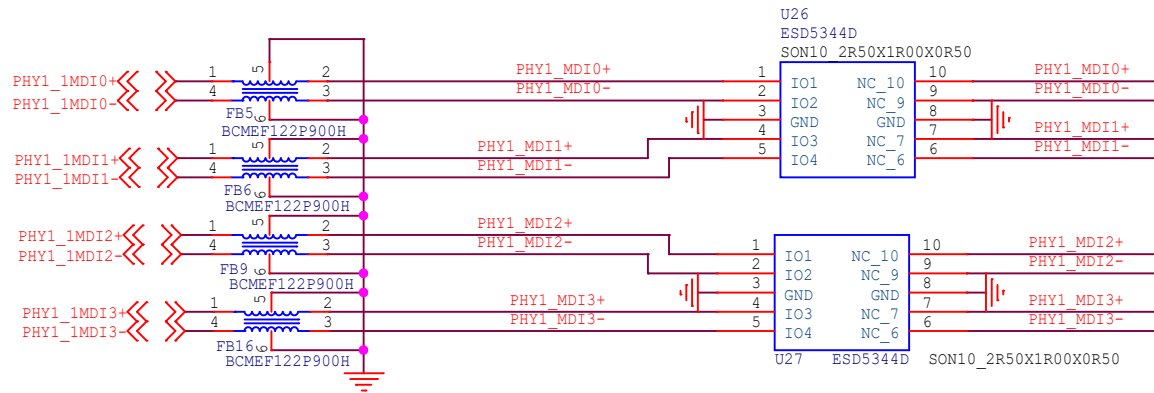 U26
ESD5344D
SON10_2R50X1R00X0R50
PHY1_1MDI0+ 1 5 2 PHY1_MDI0+ 1 IO1 NC_10 10 PHY1_MDI0+
PHY1_1MDI0- 4 6 3 PHY1_MDI0- 2 IO2 NC_9 9 PHY1_MDI0-
FB5 3 GND GND 8
BCMEF122P900H 4 IO3 NC_7 7 PHY1_MDI1+
PHY1_1MDI1+ 1 5 2 PHY1_MDI1+ 5 IO4 NC_6 6 PHY1_MDI1-
PHY1_1MDI1- 4 6 3 PHY1_MDI1-
FB6
BCMEF122P900H
PHY1_1MDI2+ 1 5 2 PHY1_MDI2+ 1 IO1 NC_10 10 PHY1_MDI2+
PHY1_1MDI2- 4 6 3 PHY1_MDI2- 2 IO2 NC_9 9 PHY1_MDI2-
FB9
BCMEF122P900H 3 GND GND 8
PHY1_1MDI3+ 1 5 2 PHY1_MDI3+ 4 IO3 NC_7 7 PHY1_MDI3+
PHY1_1MDI3- 4 6 3 PHY1_MDI3- 5 IO4 NC_6 6 PHY1_MDI3-
FB16
BCMEF122P900H
U27 ESD5344D SON10_2R50X1R00X0R50